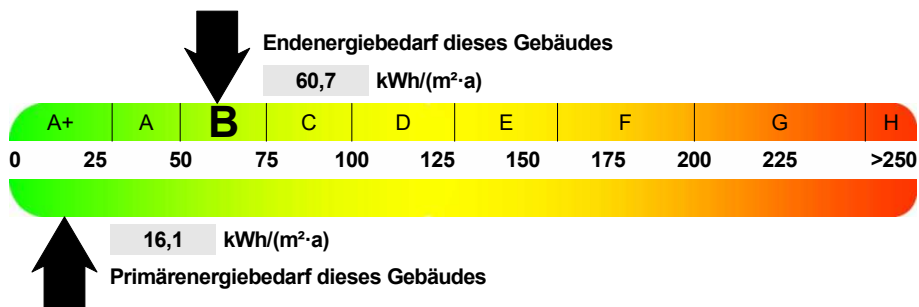 Endenergiebedarf dieses Gebäudes
60,7 kWh/(m²·a)
A+ A B C D E F G H
0 25 50 75 100 125 150 175 200 225 >250
16,1 kWh/(m²·a)
Primärenergiebedarf dieses Gebäudes